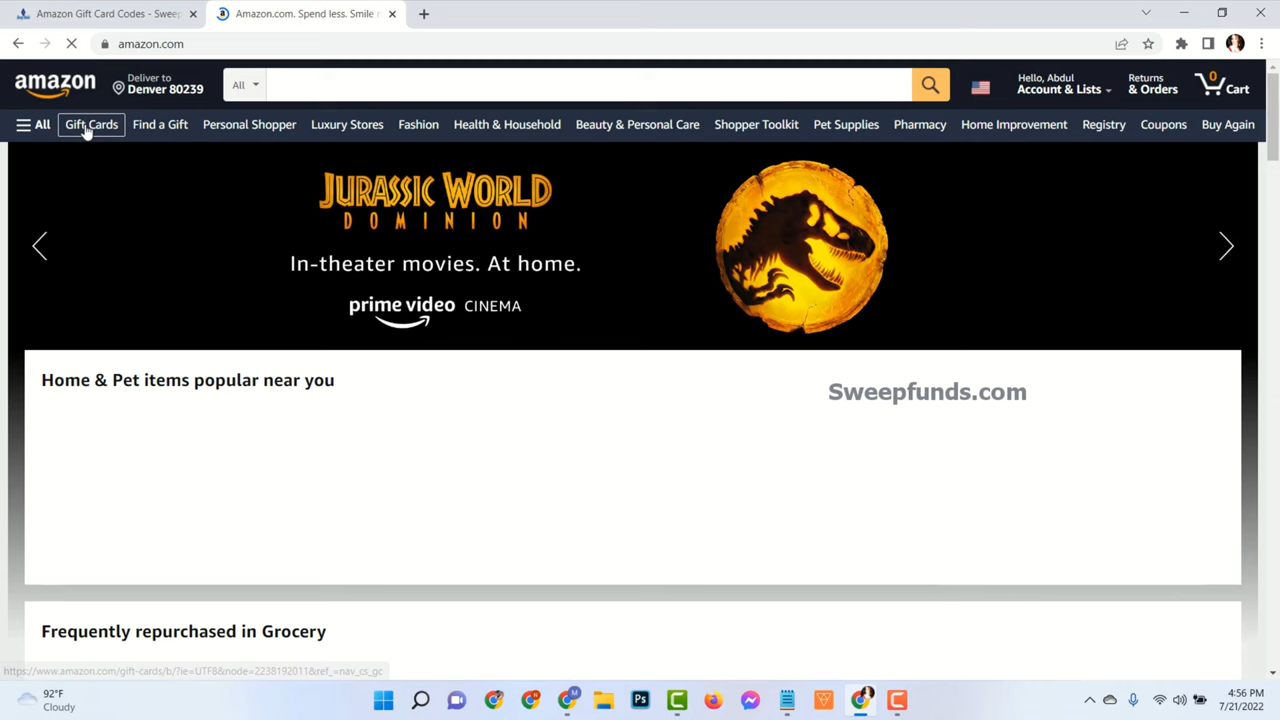 Amazon Gift Card Codes - Sweep
Amazon.com. Spend less. Smile m
amazon.com
amazon
Deliver to
Denver 80239
All
Hello, Abdul
Account & Lists
Returns
& Orders
0
Cart
All
Gift Cards
Find a Gift
Personal Shopper
Luxury Stores
Fashion
Health & Household
Beauty & Personal Care
Shopper Toolkit
Pet Supplies
Pharmacy
Home Improvement
Registry
Coupons
Buy Again
JURASSIC WORLD
DOMINION
In-theater movies. At home.
prime video CINEMA
Home & Pet items popular near you
Sweepfunds.com
Frequently repurchased in Grocery
https://www.amazon.com/gift-cards/b/?ie=UTF8&node=2238192011&ref_=nav_cs_gc
92°F
Cloudy
N
M
Ps
4:56 PM
7/21/2022